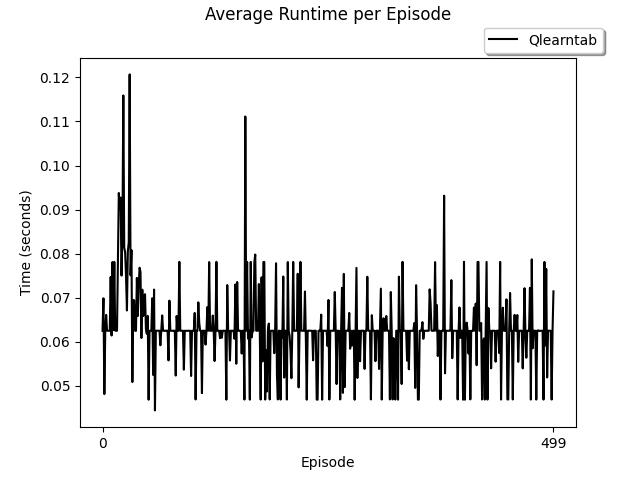 Average Runtime per Episode
Qlearntab
0.12
0.11
0.10
0.09
0.08
0.07
0.06
0.05
Time (seconds)
0
499
Episode